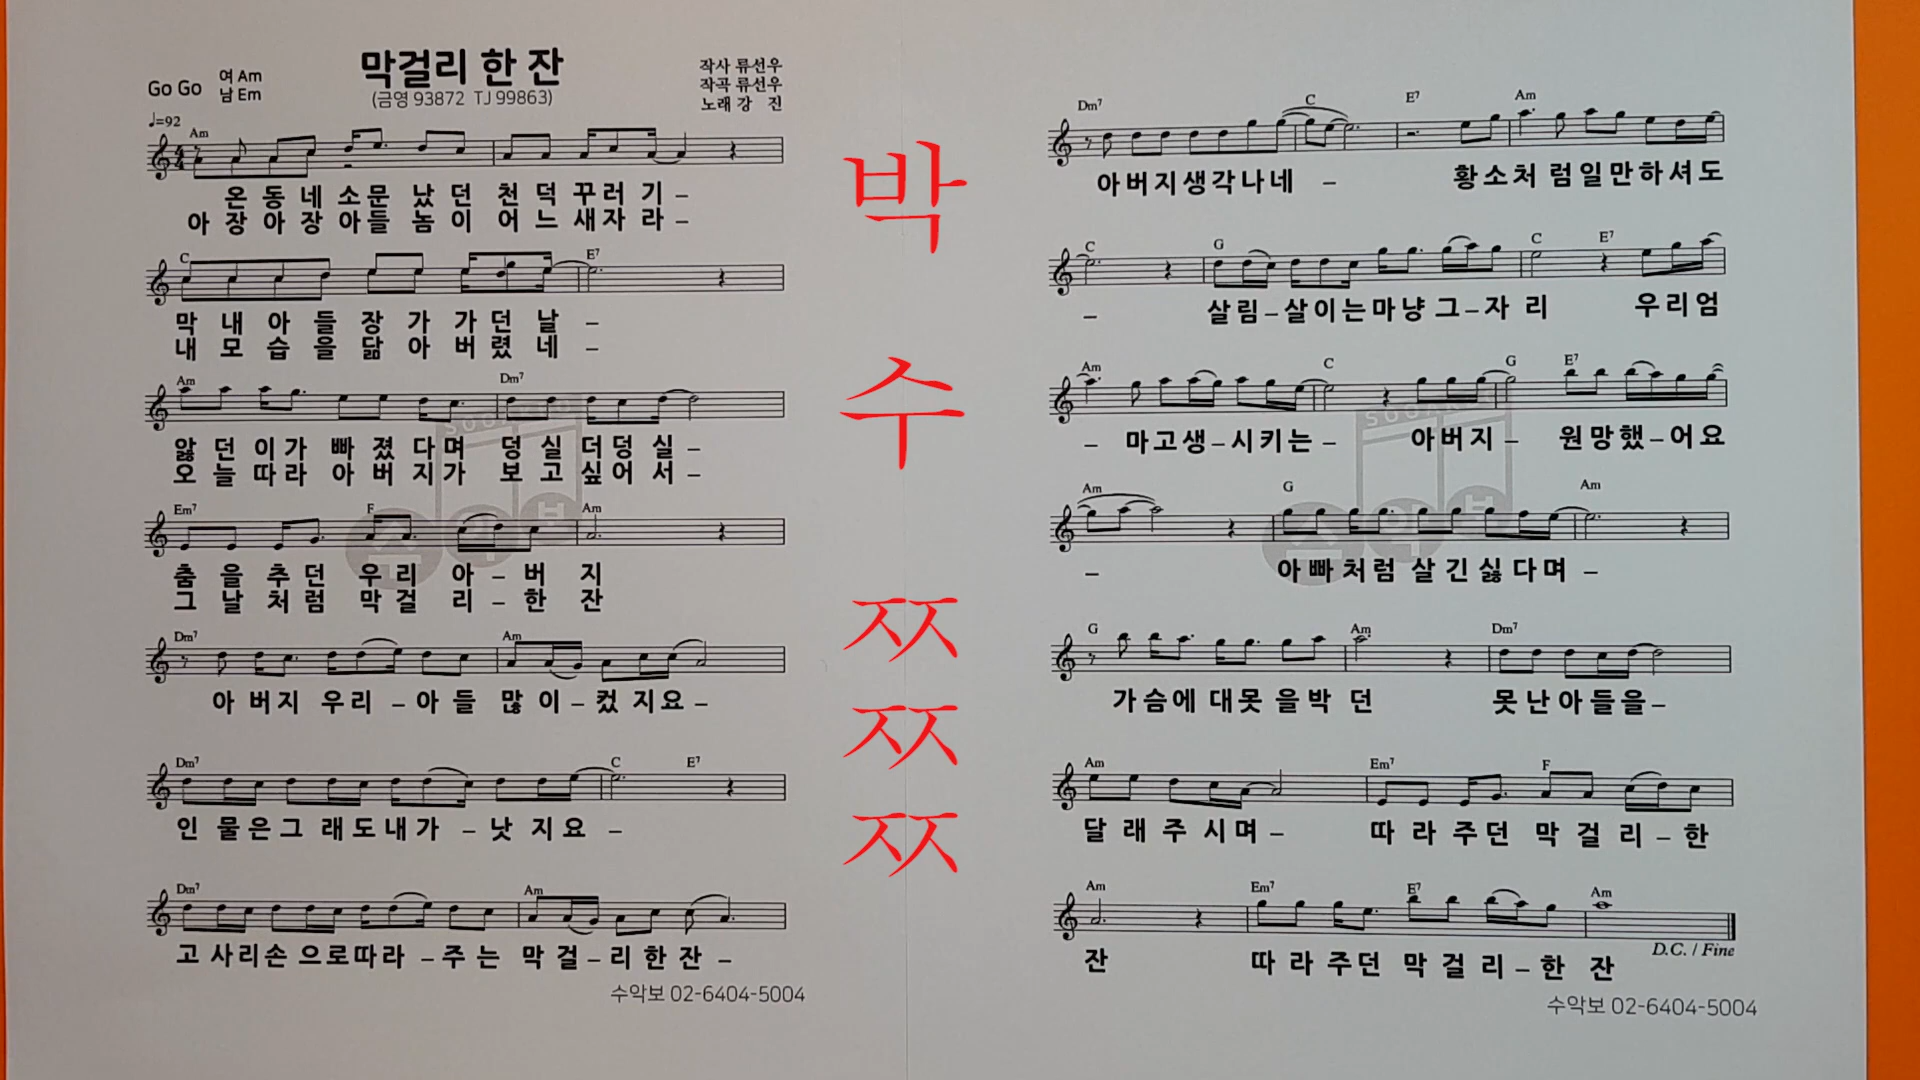 막걸리 한 잔
(금영 93872 TJ 99863)
Go Go
여 Am
남 Em
작사 류선우
작곡 류선우
노래 강 진
♩=92
Am
온 동 네 소 문 났 던 천 덕 꾸 러 기 –
아 장 아 장 아 들 놈 이 어 느 새 자 라 –
C E7
막 내 아 들 장 가 가 던 날 –
내 모 습 을 닮 아 버 렸 네 –
Am Dm7
앓 던 이 가 빠 졌 다 며 덩 실 더 덩 실 –
오 늘 따 라 아 버 지 가 보 고 싶 어 서 –
Em7 F Am
춤 을 추 던 우 리 아 – 버 지
그 날 처 럼 막 걸 리 – 한 잔
Dm7 Am
아 버 지 우 리 – 아 들 많 이 – 컸 지 요 –
Dm7 C E7
인 물 은 그 래 도 내 가 – 낫 지 요 –
Dm7 Am
고 사 리 손 으 로 따 라 – 주 는 막 걸 – 리 한 잔 –
수악보 02-6404-5004
박
수
ㅉ
ㅉ
ㅉ
Dm7 C E7 Am
아 버 지 생 각 나 네 – 황 소 처 럼 일 만 하 셔 도
C G C E7
– 살 림 – 살 이 는 마 냥 그 – 자 리 우 리 엄
Am C G E7
– 마 고 생 – 시 키 는 – 아 버 지 – 원 망 했 – 어 요
Am G Am
– 아 빠 처 럼 살 긴 싫 다 며 –
G Am Dm7
가 슴 에 대 못 을 박 던 못 난 아 들 을 –
Am Em7 F
달 래 주 시 며 – 따 라 주 던 막 걸 리 – 한
Am Em7 E7 Am
잔 따 라 주 던 막 걸 리 – 한 잔
D.C. / Fine
수악보 02-6404-5004
수악보